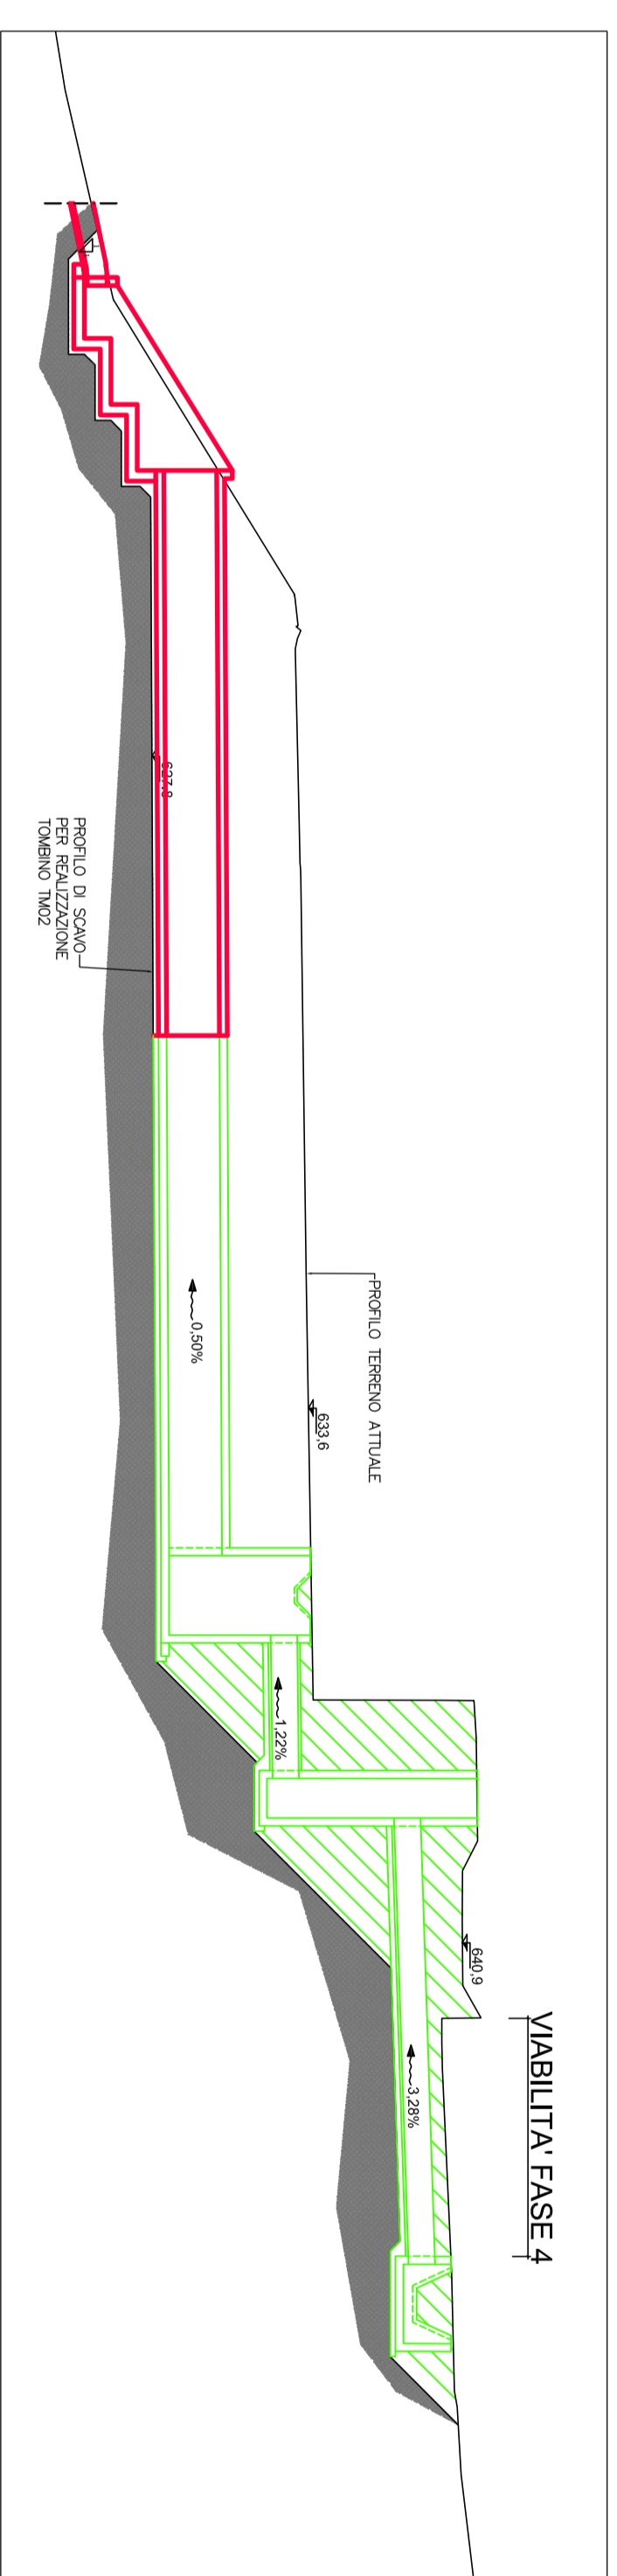 VIABILITA' FASE 4
640,9
3,28%
PROFILO TERRENO ATTUALE
633,6
1,22%
0,50%
PROFILO DI SCAVO
PER REALIZZAZIONE
TOMBINO TM02